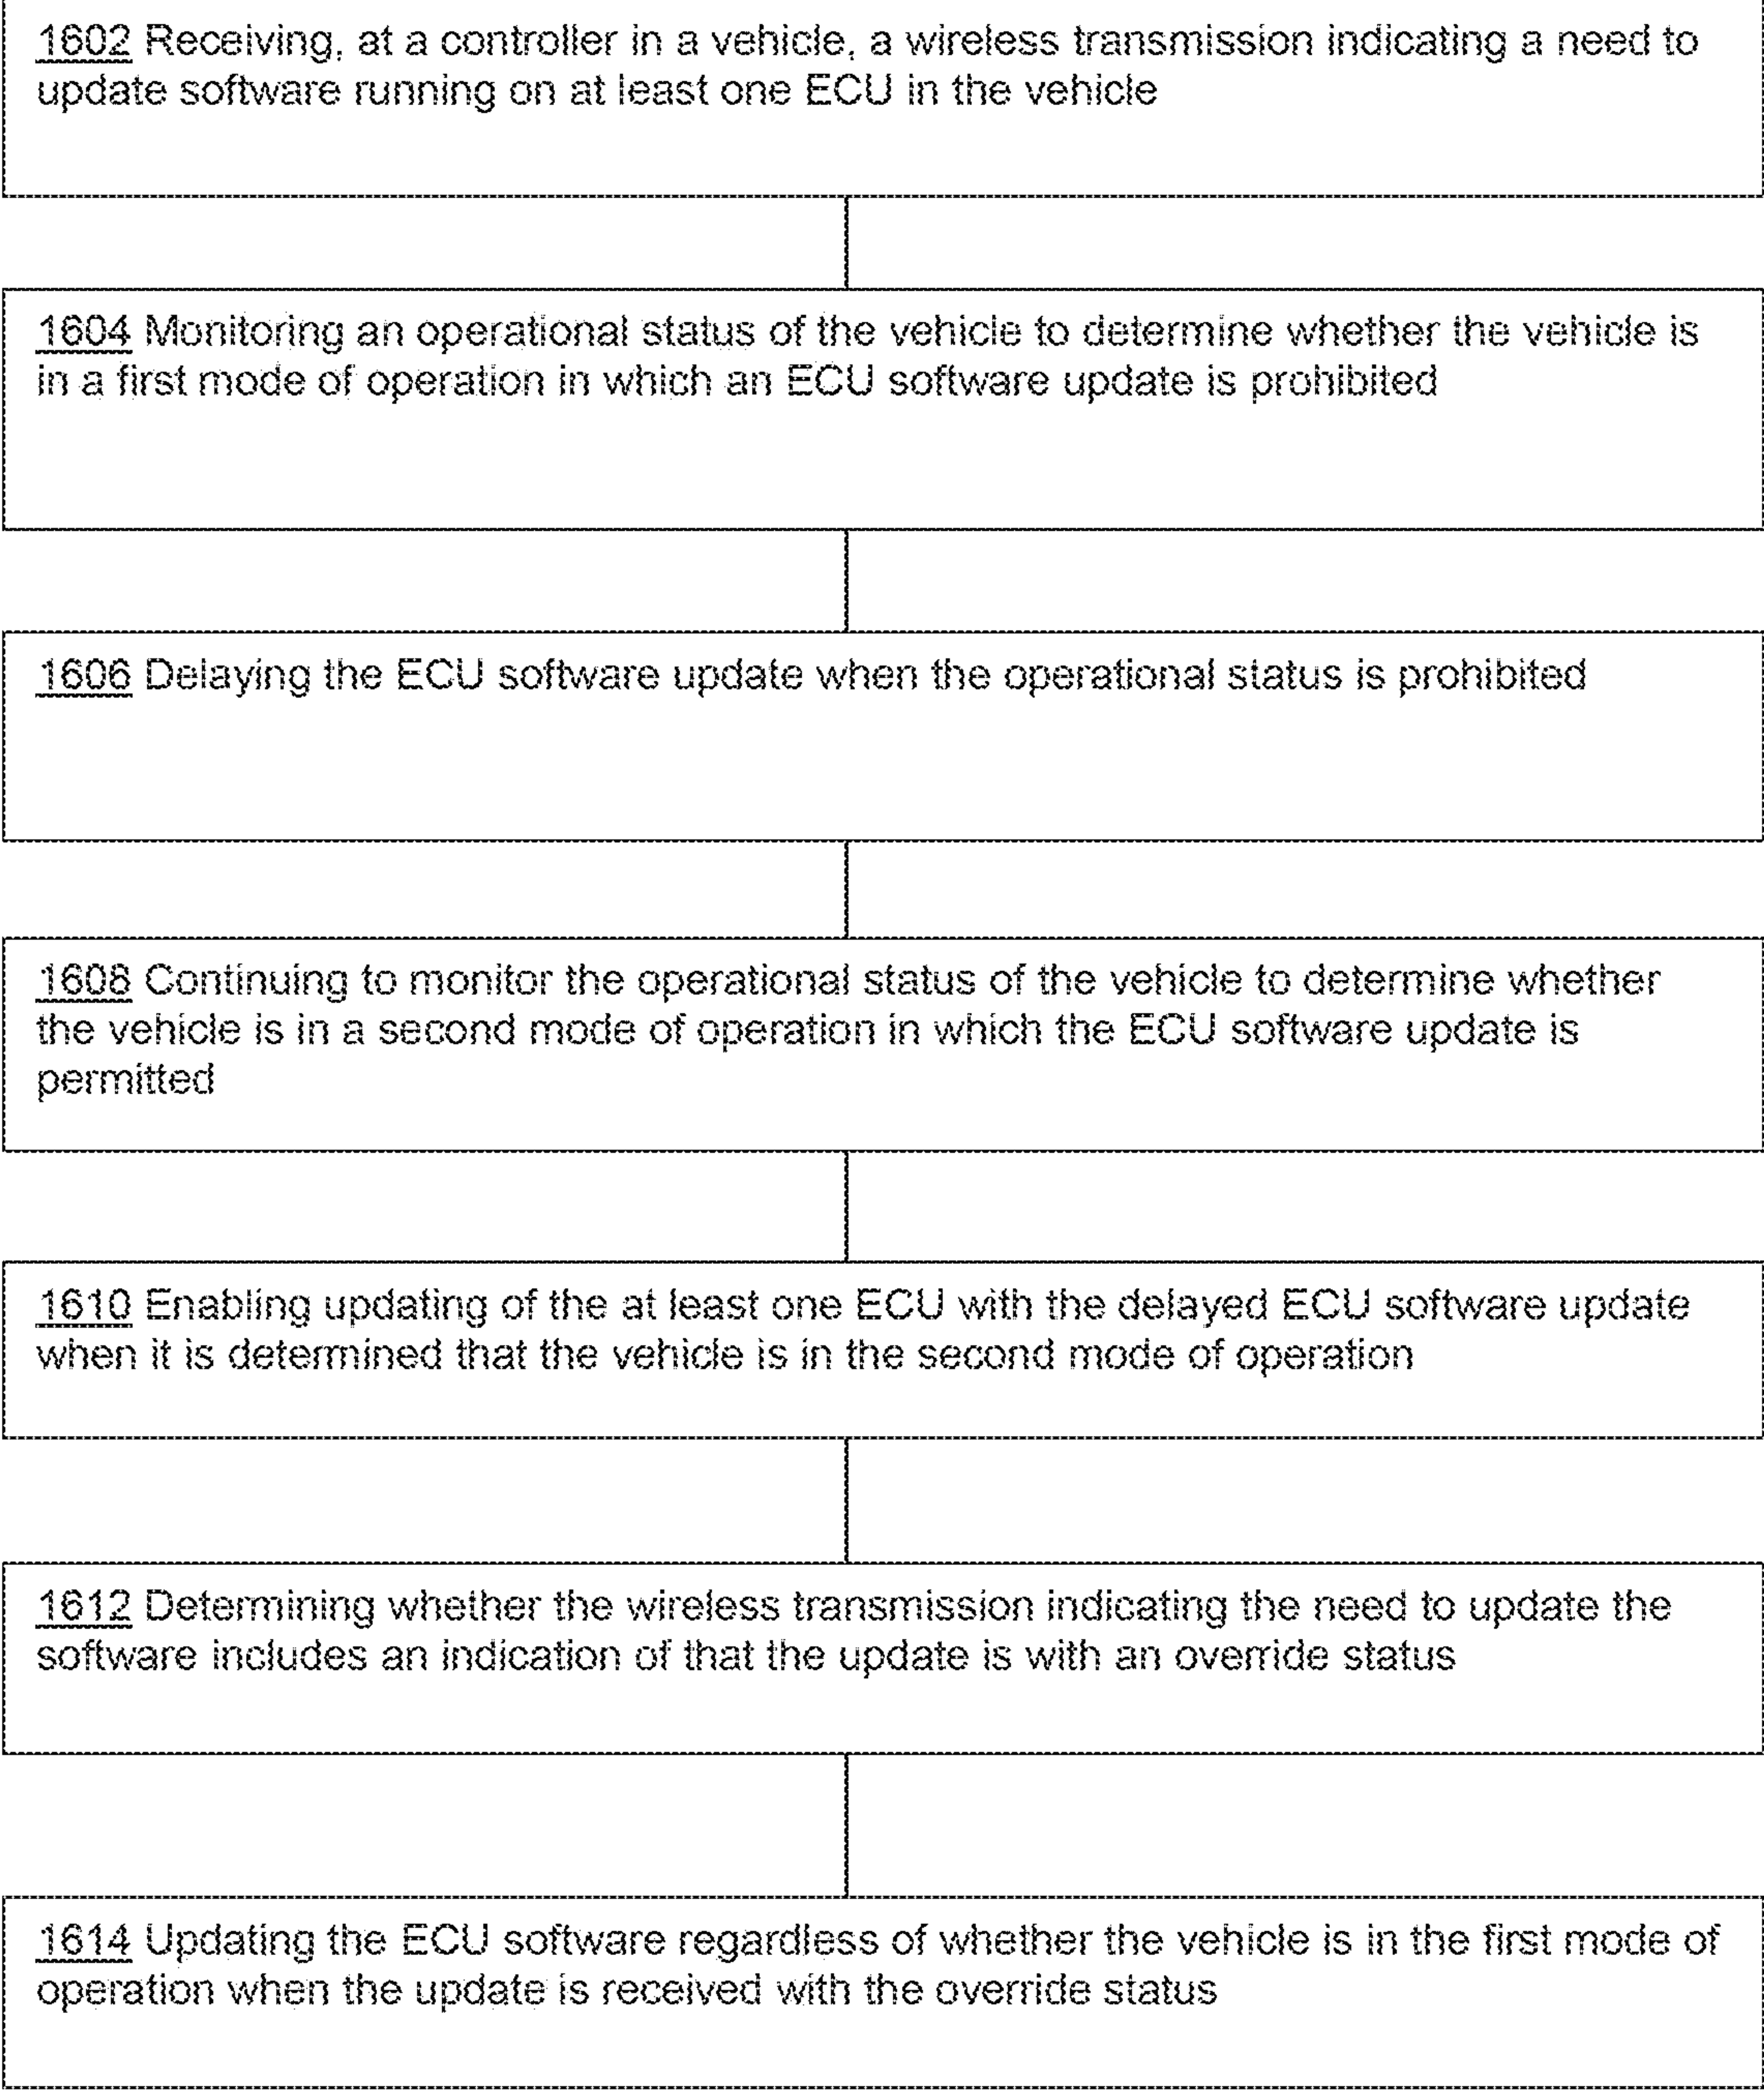 1602 Receiving, at a controller in a vehicle, a wireless transmission indicating a need to
update software running on at least one ECU in the vehicle
1604 Monitoring an operational status of the vehicle to determine whether the vehicle is
in a first mode of operation in which an ECU software update is prohibited
1606 Delaying the ECU software update when the operational status is prohibited
1608 Continuing to monitor the operational status of the vehicle to determine whether
the vehicle is in a second mode of operation in which the ECU software update is
permitted
1610 Enabling updating of the at least one ECU with the delayed ECU software update
when it is determined that the vehicle is in the second mode of operation
1612 Determining whether the wireless transmission indicating the need to update the
software includes an indication of that the update is with an override status
1614 Updating the ECU software regardless of whether the vehicle is in the first mode of
operation when the update is received with the override status